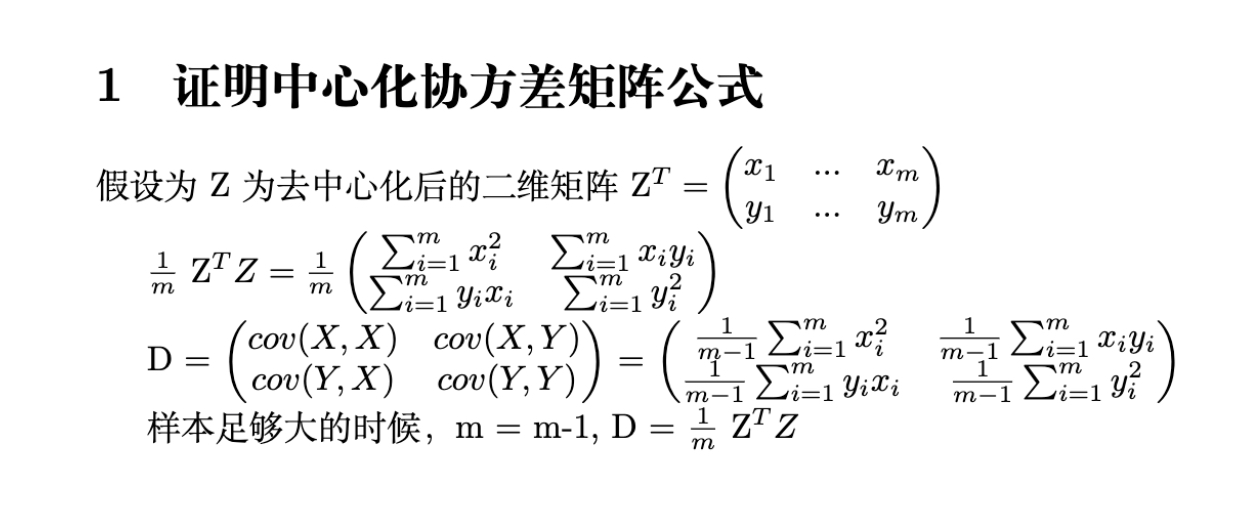 1 证明中心化协方差矩阵公式
假设为 Z 为去中心化后的二维矩阵 Z^T = \begin{pmatrix} x_1 & ... & x_m \\ y_1 & ... & y_m \end{pmatrix}
\frac{1}{m} Z^T Z = \frac{1}{m} \begin{pmatrix} \sum_{i=1}^{m} x_i^2 & \sum_{i=1}^{m} x_i y_i \\ \sum_{i=1}^{m} y_i x_i & \sum_{i=1}^{m} y_i^2 \end{pmatrix}
D = \begin{pmatrix} cov(X, X) & cov(X, Y) \\ cov(Y, X) & cov(Y, Y) \end{pmatrix} = \begin{pmatrix} \frac{1}{m-1} \sum_{i=1}^{m} x_i^2 & \frac{1}{m-1} \sum_{i=1}^{m} x_i y_i \\ \frac{1}{m-1} \sum_{i=1}^{m} y_i x_i & \frac{1}{m-1} \sum_{i=1}^{m} y_i^2 \end{pmatrix}
样本足够大的时候，m = m-1, D = \frac{1}{m} Z^T Z